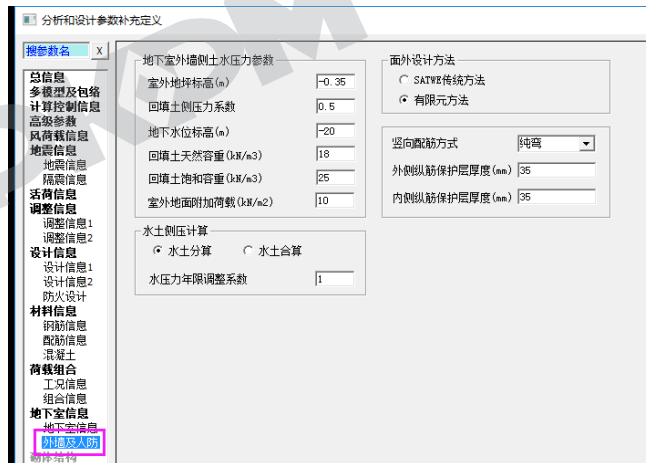 分析和设计参数补充定义
搜参数名 X
总信息
多模型及包络
计算控制信息
高级参数
风荷载信息
地震信息
地震信息
隔震信息
活荷信息
调整信息
调整信息1
调整信息2
设计信息
设计信息1
设计信息2
防火设计
材料信息
钢筋信息
配筋信息
混凝土
荷载组合
工况信息
组合信息
地下室信息
地下室信息
外墙及人防
砌体结构
地下室外墙侧土水压力参数
室外地坪标高(m) -0.35
回填土侧压力系数 0.5
地下水位标高(m) -20
回填土天然容重(kN/m3) 18
回填土饱和容重(kN/m3) 25
室外地面附加荷载(kN/m2) 10
水土侧压计算
水土分算 水土合算
水压力年限调整系数 1
面外设计方法
SATWE传统方法
有限元方法
竖向配筋方式 纯弯
外侧纵筋保护层厚度(mm) 35
内侧纵筋保护层厚度(mm) 35